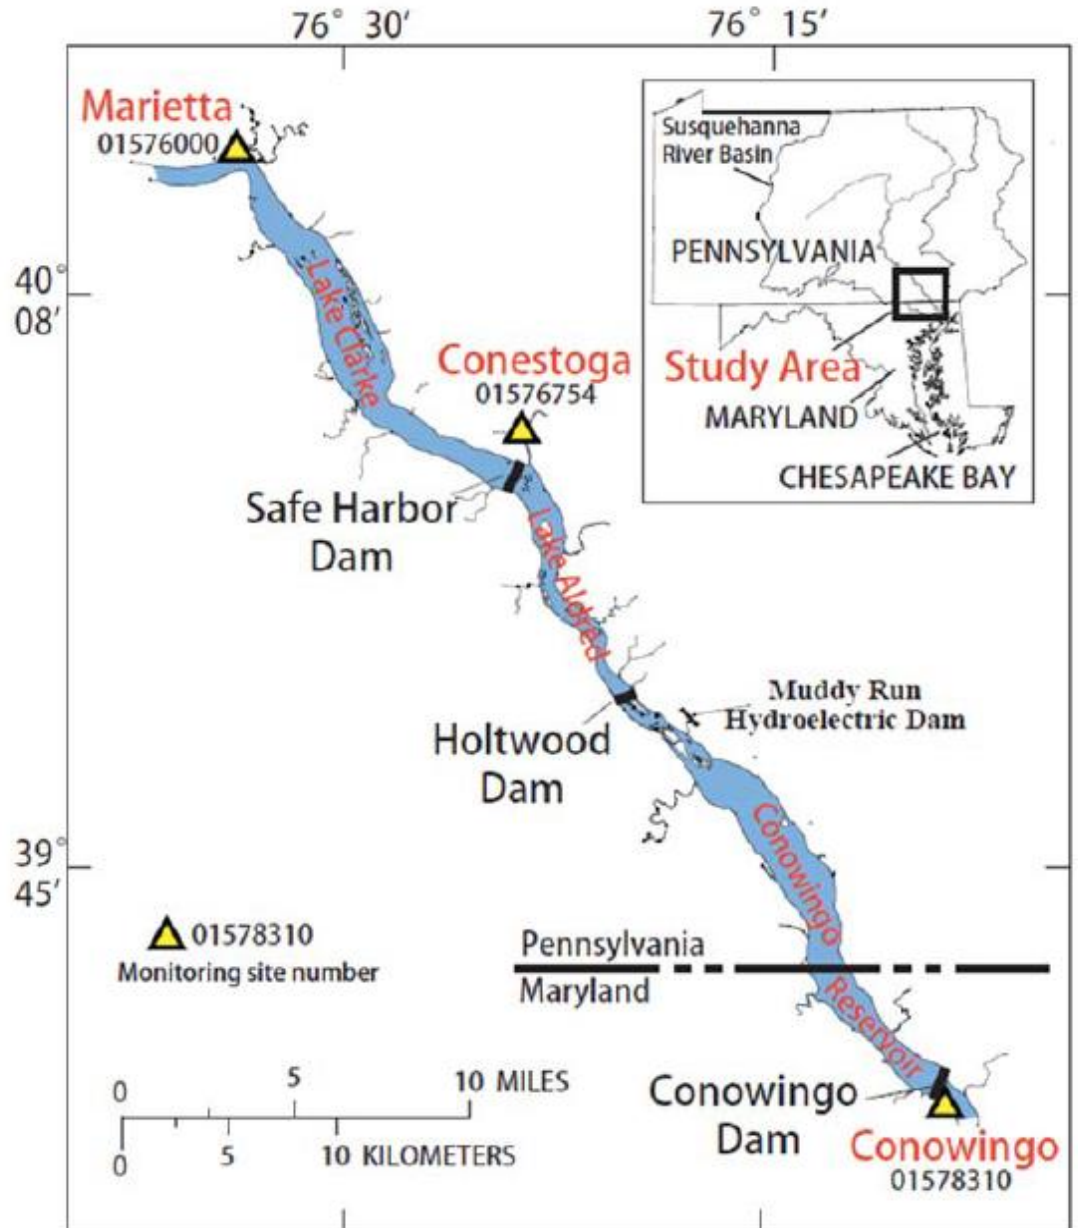 76° 30′
76° 15′
Marietta
01576000
Susquehanna
River Basin
PENNSYLVANIA
40°
08′
Lake Clarke
Conestoga
01576754
Study Area
MARYLAND
CHESAPEAKE BAY
Safe Harbor
Dam
Lake Aldred
Muddy Run
Hydroelectric Dam
Holtwood
Dam
39°
45′
Conowingo
01578310
Monitoring site number
Pennsylvania
Maryland
Reservoir
0 5 10 MILES
0 5 10 KILOMETERS
Conowingo
Dam
Conowingo
01578310